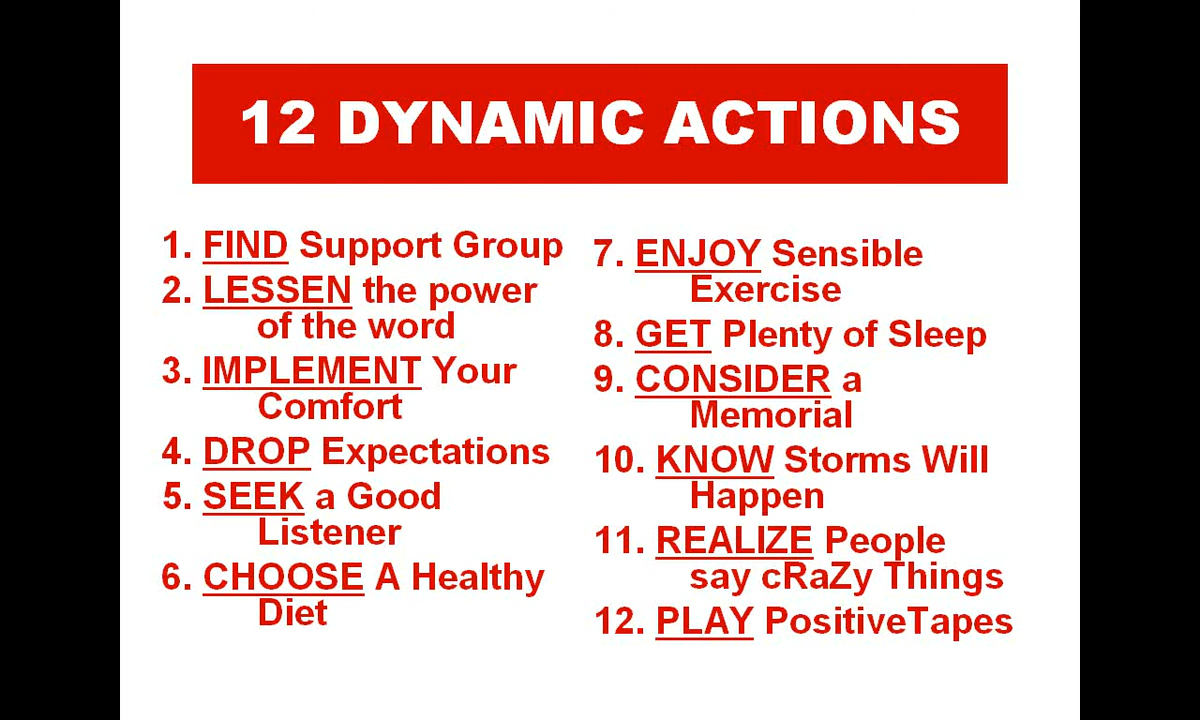 12 DYNAMIC ACTIONS
1. FIND Support Group
2. LESSEN the power
of the word
3. IMPLEMENT Your
Comfort
4. DROP Expectations
5. SEEK a Good
Listener
6. CHOOSE A Healthy
Diet
7. ENJOY Sensible
Exercise
8. GET Plenty of Sleep
9. CONSIDER a
Memorial
10. KNOW Storms Will
Happen
11. REALIZE People
say cRaZy Things
12. PLAY PositiveTapes